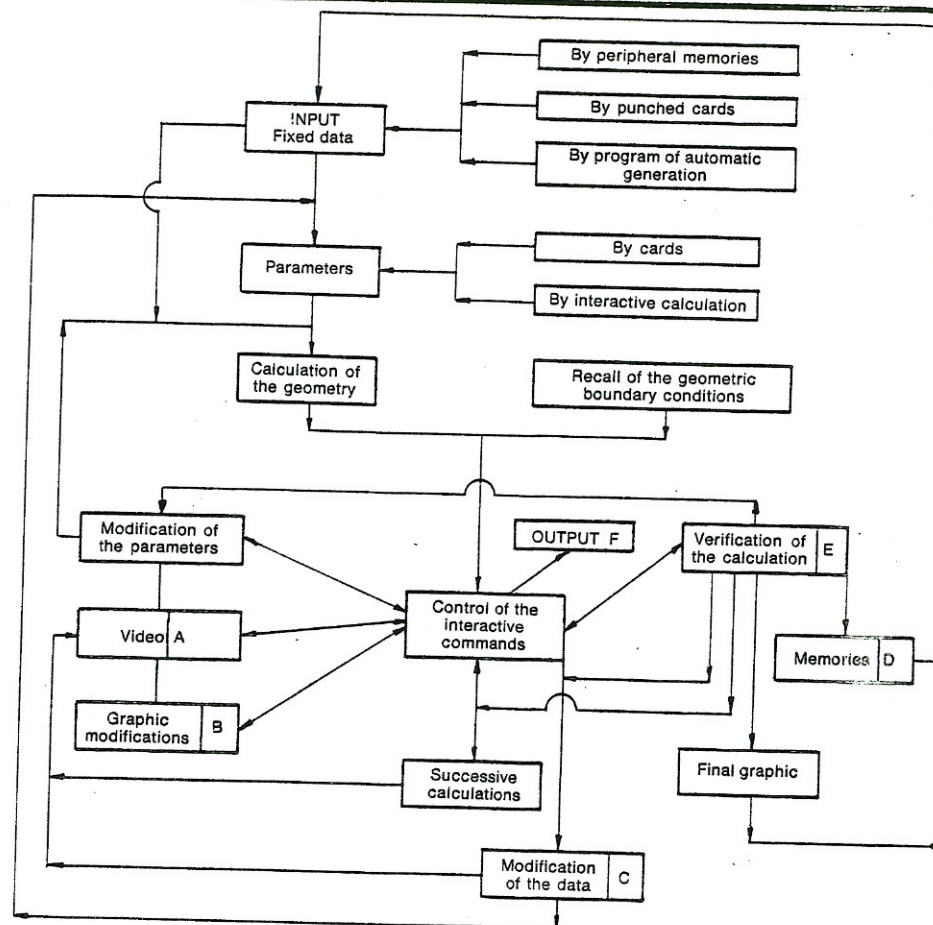 By peripheral memories
By punched cards
!NPUT
Fixed data
By program of automatic
generation
By cards
Parameters
By interactive calculation
Calculation of
the geometry
Recall of the geometric
boundary conditions
Modification of
the parameters
OUTPUT F
Verification of
the calculation E
Control of the
interactive
commands
Video A
Memories D
Graphic
modifications B
Successive
calculations
Final graphic
Modification
of the data C